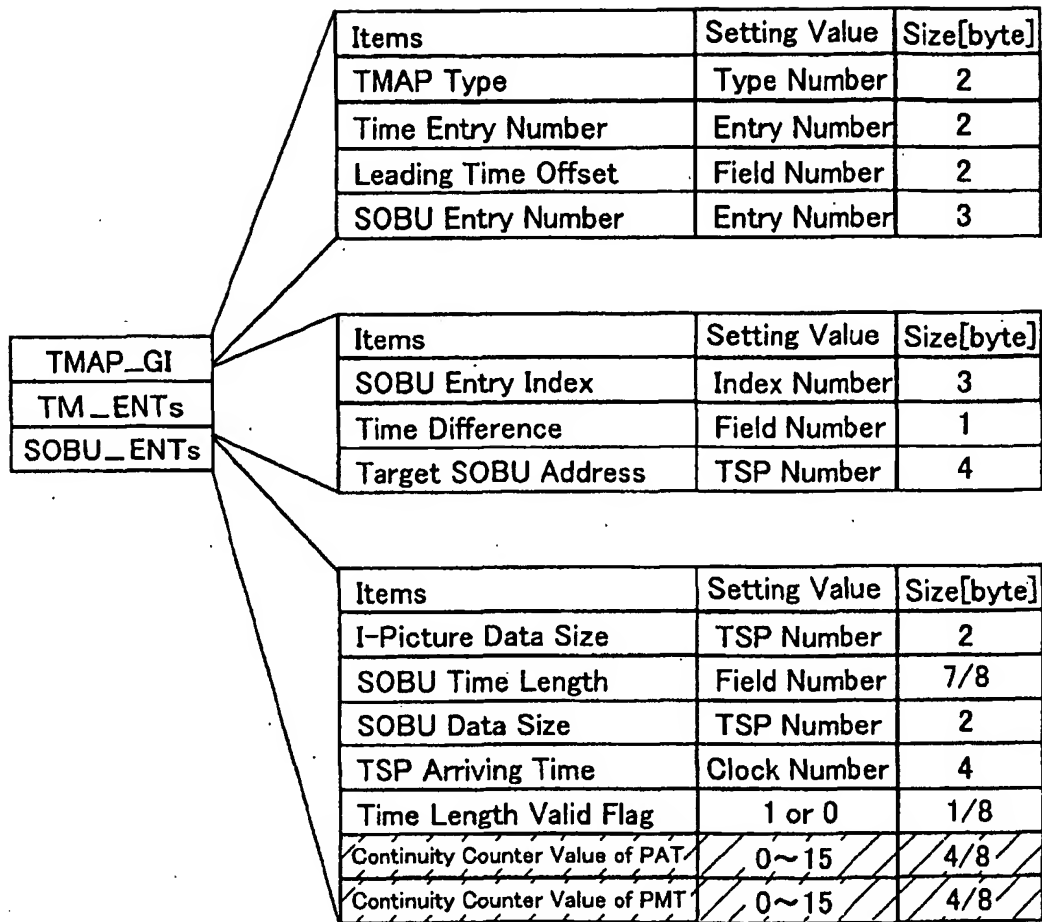 Items Setting Value Size[byte]
TMAP Type Type Number 2
Time Entry Number Entry Number 2
Leading Time Offset Field Number 2
SOBU Entry Number Entry Number 3
TMAP_GI
TM_ENTs
SOBU_ENTs
Items Setting Value Size[byte]
SOBU Entry Index Index Number 3
Time Difference Field Number 1
Target SOBU Address TSP Number 4
Items Setting Value Size[byte]
I-Picture Data Size TSP Number 2
SOBU Time Length Field Number 7/8
SOBU Data Size TSP Number 2
TSP Arriving Time Clock Number 4
Time Length Valid Flag 1 or 0 1/8
Continuity Counter Value of PAT 0~15 4/8
Continuity Counter Value of PMT 0~15 4/8